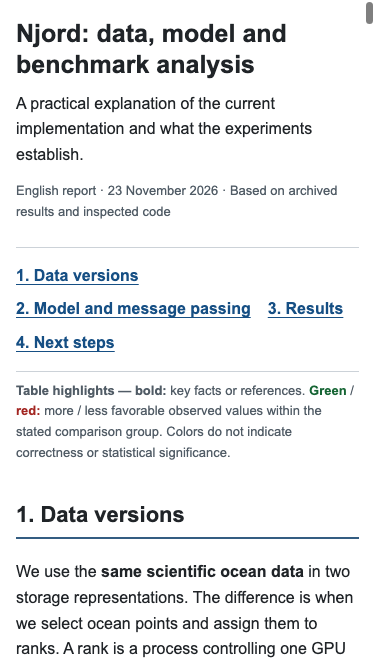 Njord: data, model and
benchmark analysis
A practical explanation of the current
implementation and what the experiments
establish.
English report · 23 November 2026 · Based on archived
results and inspected code
1. Data versions
2. Model and message passing 3. Results
4. Next steps
Table highlights — bold: key facts or references. Green /
red: more / less favorable observed values within the
stated comparison group. Colors do not indicate
correctness or statistical significance.
1. Data versions
We use the same scientific ocean data in two
storage representations. The difference is when
we select ocean points and assign them to
ranks. A rank is a process controlling one GPU